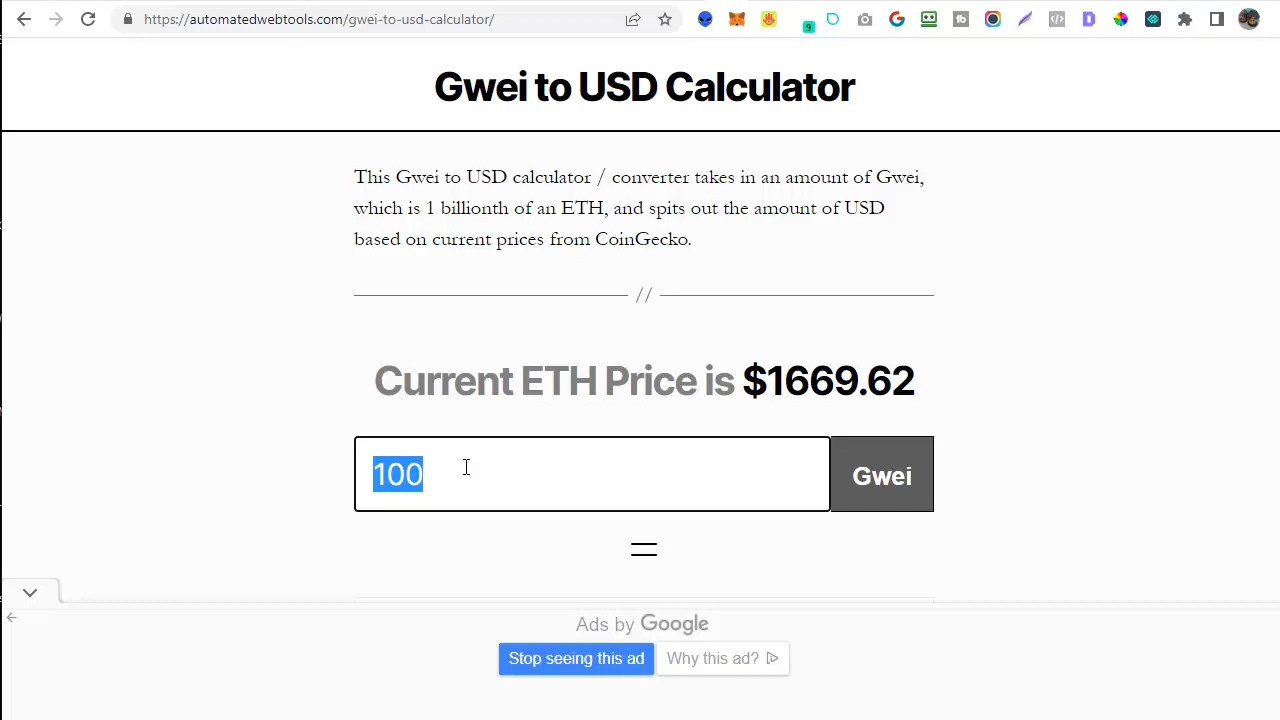 https://automatedwebtools.com/gwei-to-usd-calculator/
9
tb
Gwei to USD Calculator
This Gwei to USD calculator / converter takes in an amount of Gwei,
which is 1 billionth of an ETH, and spits out the amount of USD
based on current prices from CoinGecko.
//
Current ETH Price is $1669.62
100
Gwei
=
Ads by Google
Stop seeing this ad
Why this ad?